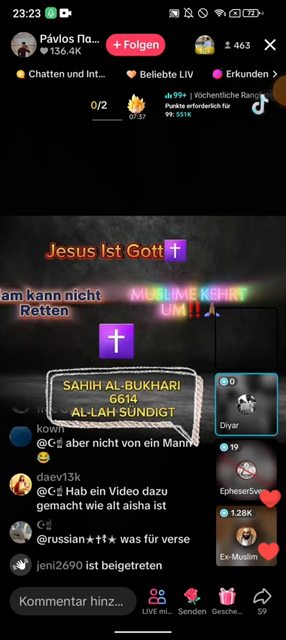 23:23
72
Pávlos Πα...
136.4K
+ Folgen
463
Chatten und Int...
Beliebte LIV
Erkunden
0/2
07:37
99+ | Wöchentliche Rang
Punkte erforderlich für
99: 551K
Jesus Ist Gott✝️
am kann nicht
Retten
MUSLIME KEHRT
UM‼️🙏🏽
✝️
SAHIH AL-BUKHARI
6614
AL-LAH SÜNDIGT
0
Diyar
kown
@☪️☝️ aber nicht von ein Mann
😂
19
EpheserSve
daev13k
@☪️☝️ Hab ein Video dazu
gemacht wie alt aisha ist
☪️☝️
@russian★✝☦★ was für verse
1.28K
Ex-Muslim
jeni2690 ist beigetreten
Kommentar hinz...
LIVE mi...
Senden
Gesche...
59